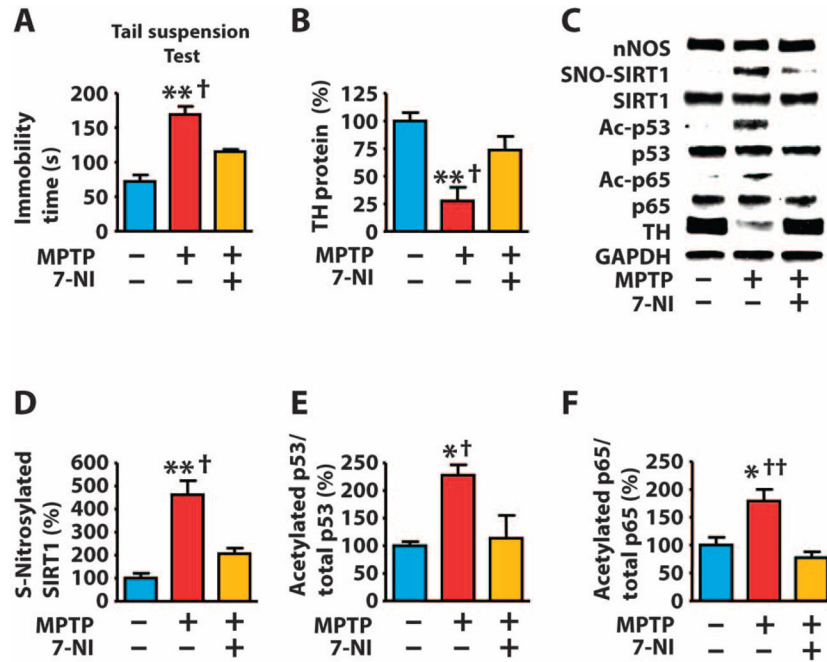 A
Tail suspension
Test
Immobility
time (s)
200
150
100
50
0
**†
MPTP − + +
7-NI − − +
B
TH protein (%)
125
100
75
50
25
0
**†
MPTP − + +
7-NI − − +
C
nNOS
SNO-SIRT1
SIRT1
Ac-p53
p53
Ac-p65
p65
TH
GAPDH
MPTP − + +
7-NI − − +
D
S-Nitrosylated
SIRT1 (%)
600
500
400
300
200
100
0
**†
MPTP − + +
7-NI − − +
E
Acetylated p53/
total p53 (%)
250
200
150
100
50
0
*†
MPTP − + +
7-NI − − +
F
Acetylated p65/
total p65 (%)
250
200
150
100
50
0
*††
MPTP − + +
7-NI − − +